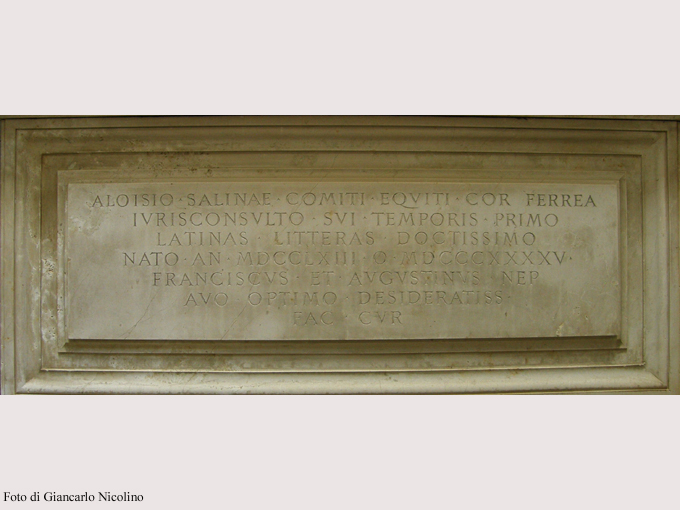 ALOISIO · SALINAE · COMITI · EQVITI · COR FERREA
IVRISCONSVLTO · SVI · TEMPORIS · PRIMO
LATINAS · LITTERAS DOCTISSIMO
NATO · AN · MDCCLXIII · O · MDCCCXXXXV ·
FRANCISCVS · ET · AVGVSTINVS · NEP
AVO OPTIMO · DESIDERATISS ·
FAC · CVR
Foto di Giancarlo Nicolino